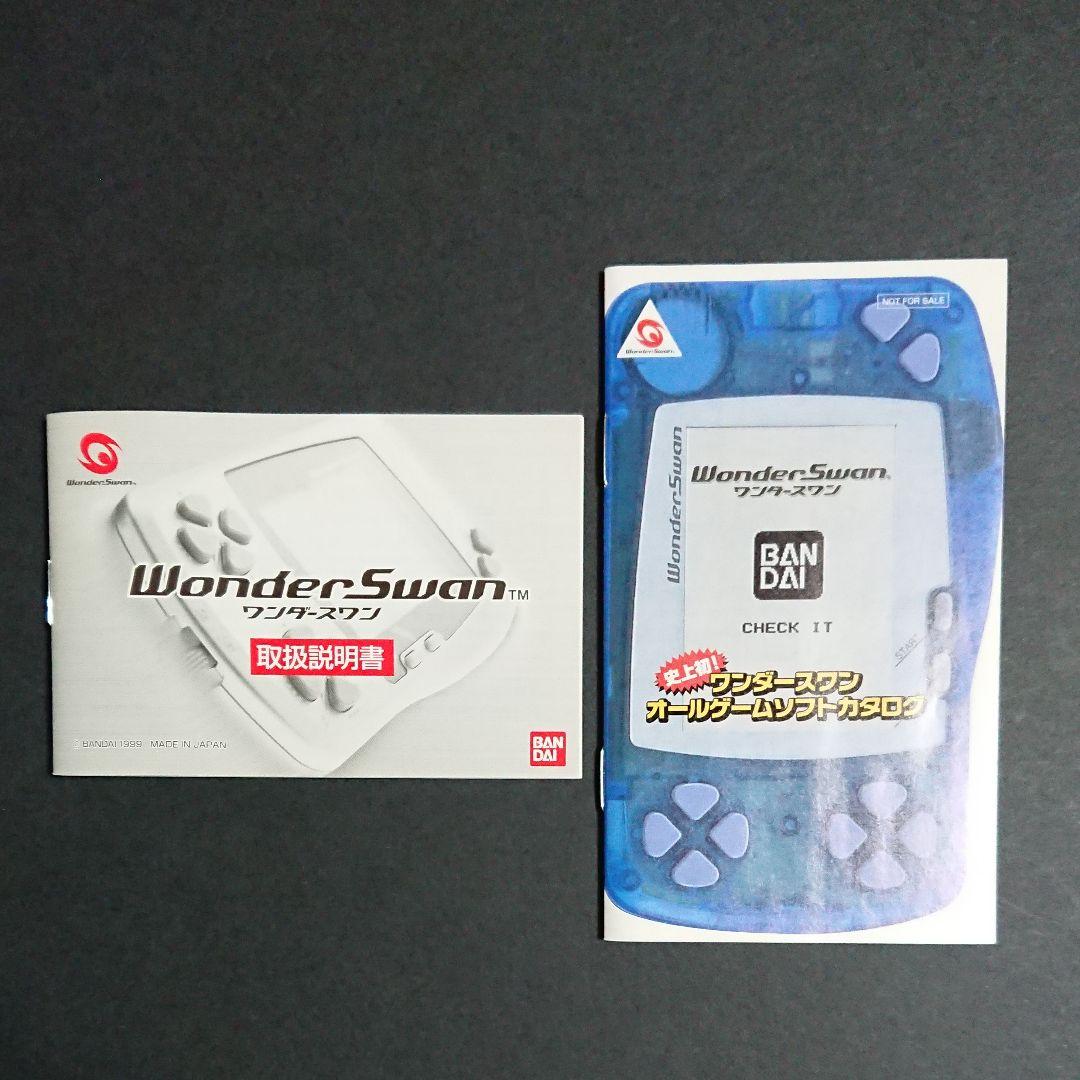 WonderSwan™
WonderSwan™
ワンダースワン
取扱説明書
© BANDAI 1999 MADE IN JAPAN
BAN
DAI
NOT FOR SALE
WonderSwan™
WonderSwan
WonderSwan™
ワンダースワン
BAN
DAI
CHECK IT
START
史上初!
ワンダースワン
オールゲームソフトカタログ